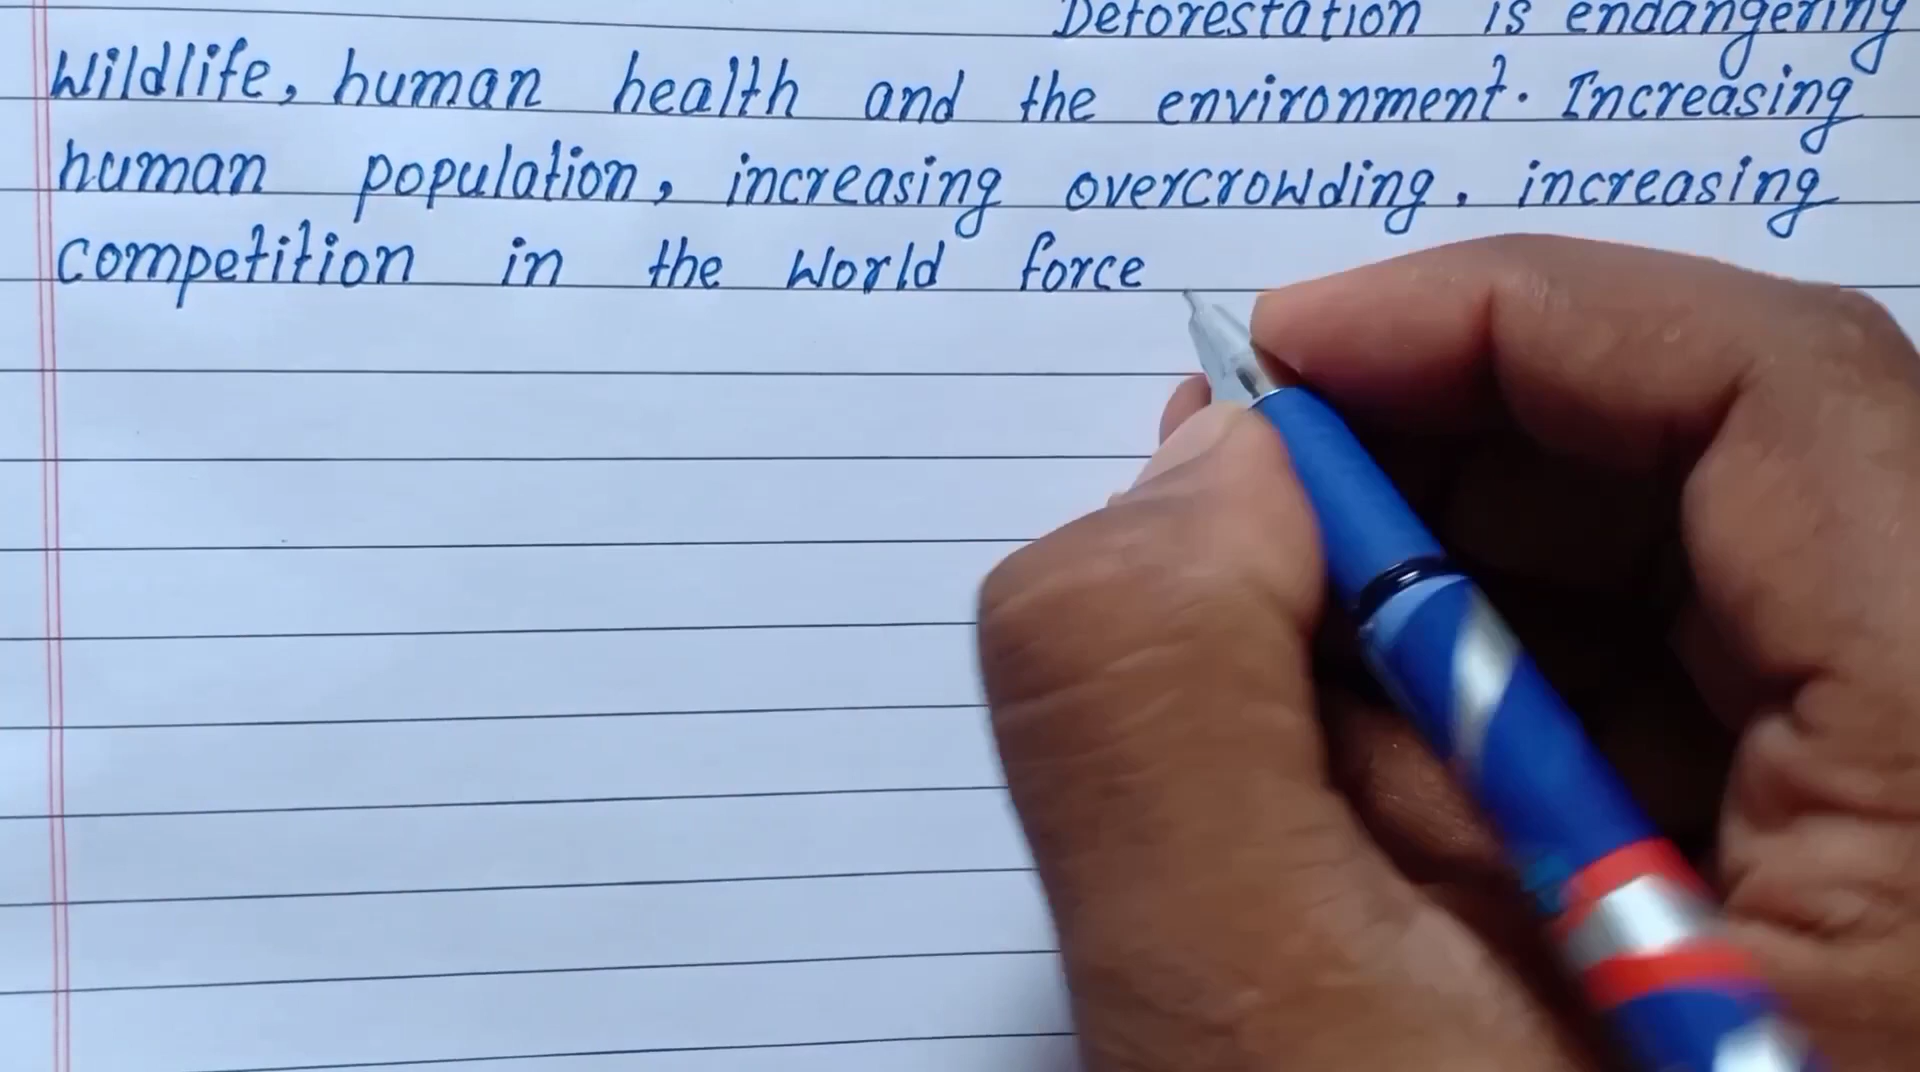 Deforestation is endangering
Wildlife, human health and the environment. Increasing
human population, increasing overcrowding, increasing
competition in the World force